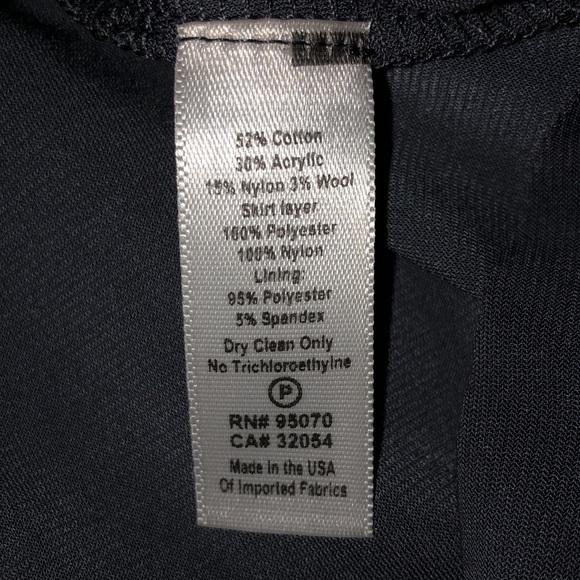 52% Cotton
30% Acrylic
15% Nylon 3% Wool
Skirt layer
100% Polyester
100% Nylon
Lining:
95% Polyester
5% Spandex
Dry Clean Only
No Trichloroethylne
P
RN# 95070
CA# 32054
Made in the USA
Of Imported Fabrics